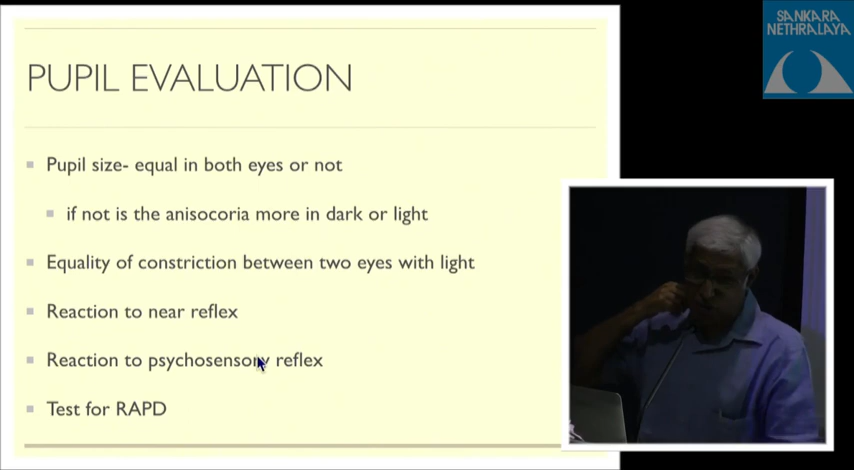 PUPIL EVALUATION
Pupil size- equal in both eyes or not
if not is the anisocoria more in dark or light
Equality of constriction between two eyes with light
Reaction to near reflex
Reaction to psychosensory reflex
Test for RAPD
SANKARA
NETHRALAYA